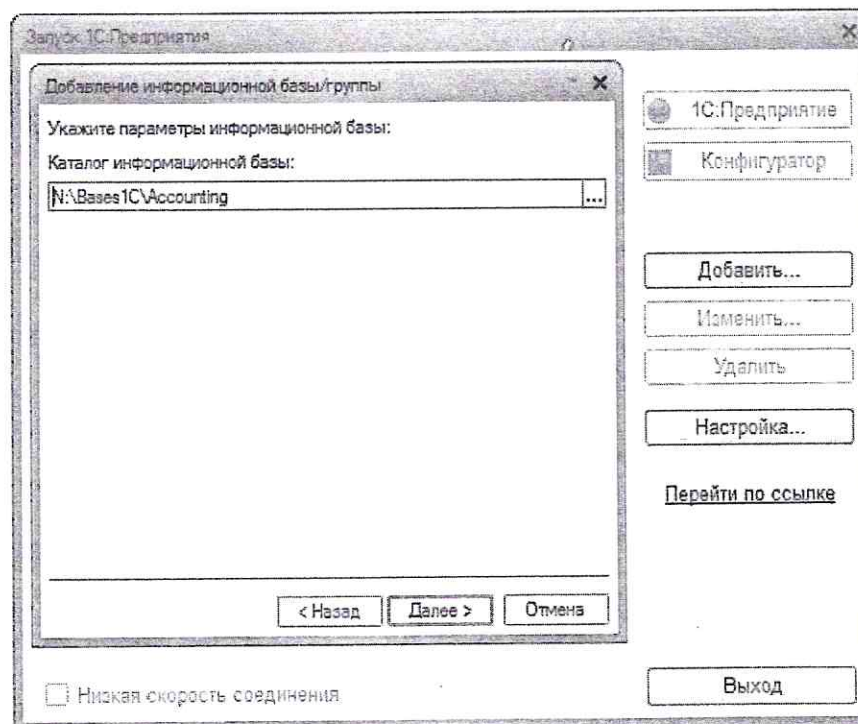 Запуск 1С:Предприятия
Добавление информационной базы/группы
Укажите параметры информационной базы:
Каталог информационной базы:
N:\Bases1C\Accounting
...
< Назад
Далее >
Отмена
1С:Предприятие
Конфигуратор
Добавить...
Изменить...
Удалить
Настройка...
Перейти по ссылке
Низкая скорость соединения
Выход